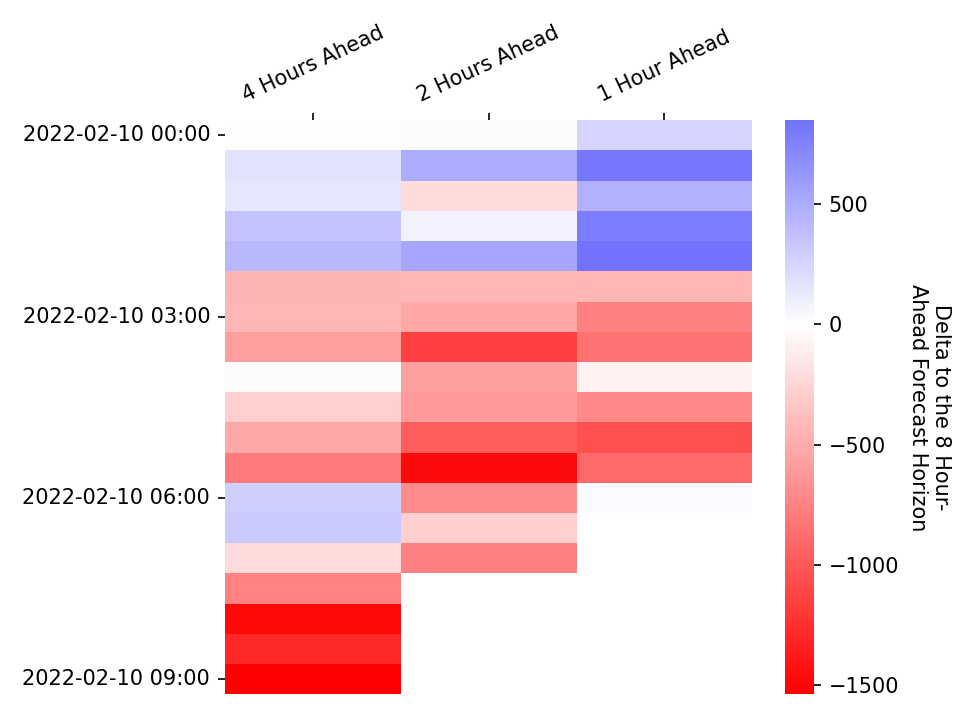 4 Hours Ahead
2 Hours Ahead
1 Hour Ahead
2022-02-10 00:00
2022-02-10 03:00
2022-02-10 06:00
2022-02-10 09:00
500
0
−500
−1000
−1500
Delta to the 8 Hour-
Ahead Forecast Horizon